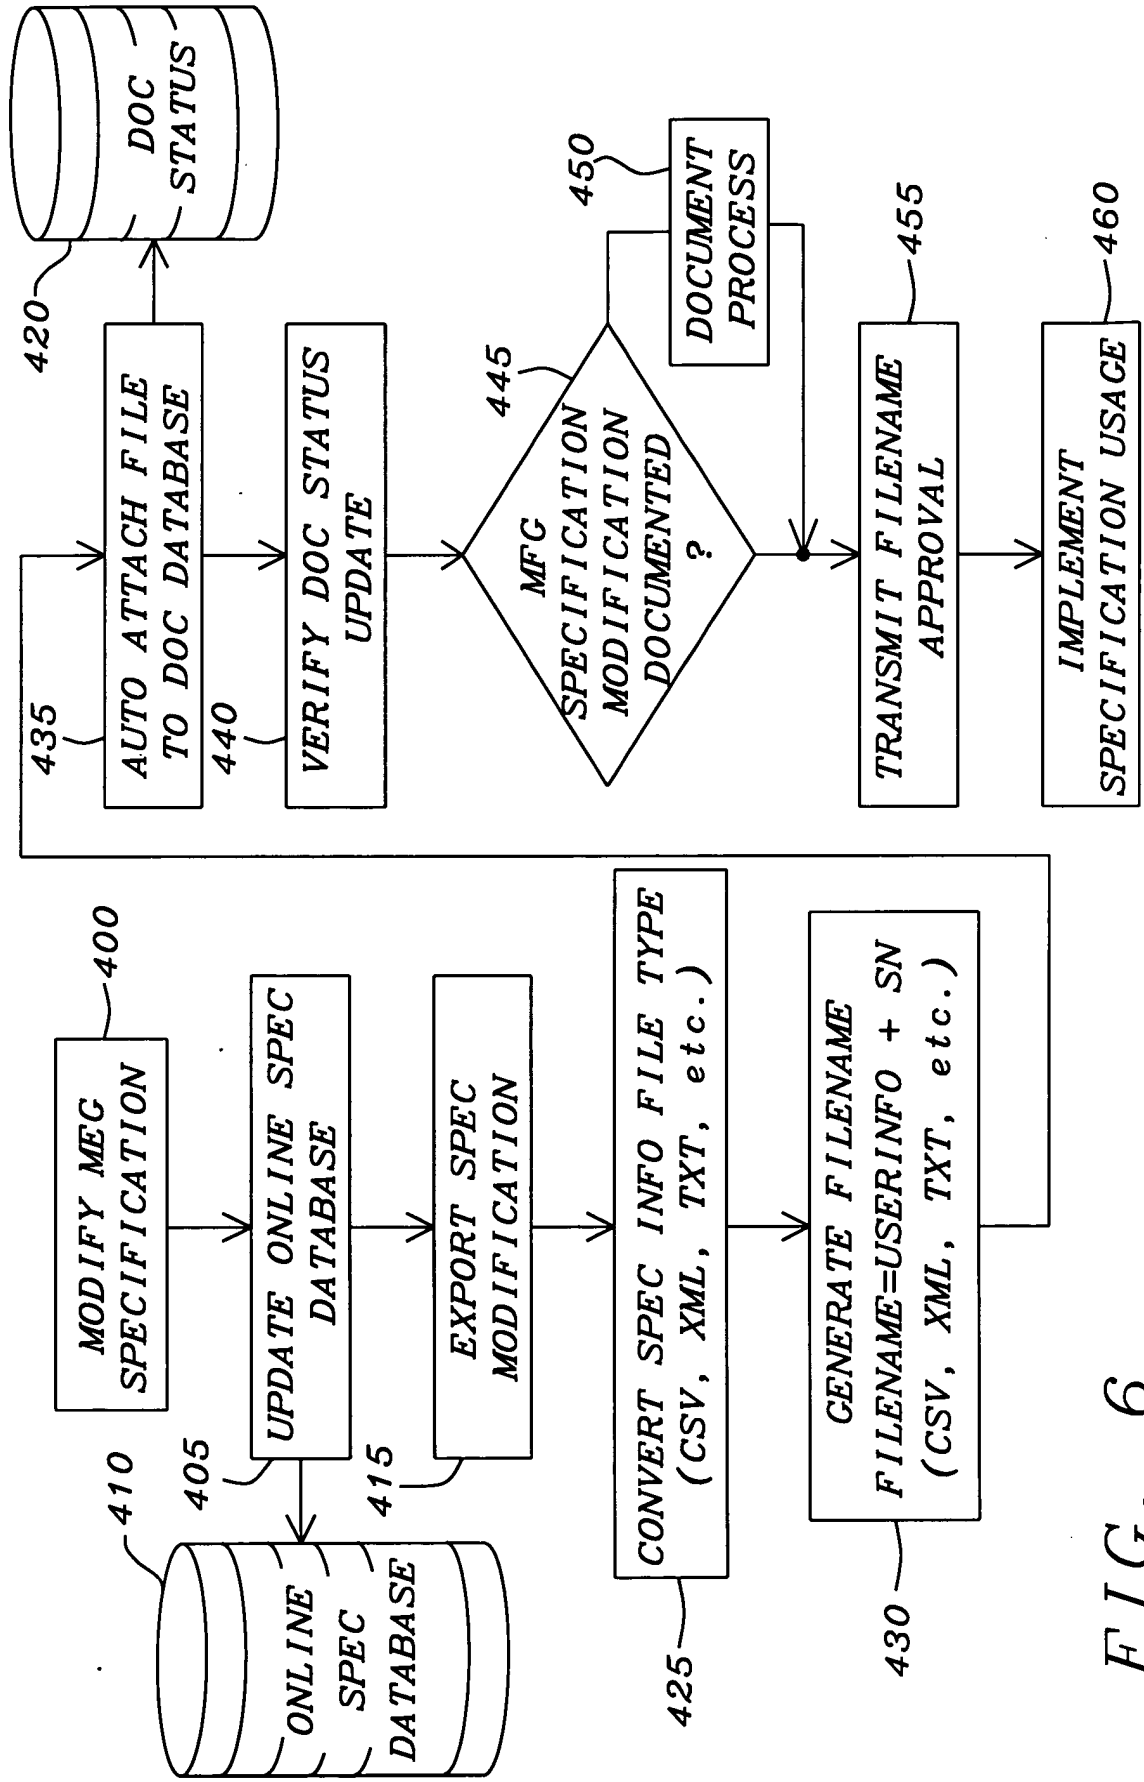 400
MODIFY MEG
SPECIFICATION
410
405
UPDATE ONLINE SPEC
DATABASE
ONLINE
SPEC
DATABASE
415
EXPORT SPEC
MODIFICATION
425
CONVERT SPEC INFO FILE TYPE
(CSV, XML, TXT, etc.)
430
GENERATE FILENAME
FILENAME=USERINFO + SN
(CSV, XML, TXT, etc.)
435
AUTO ATTACH FILE
TO DOC DATABASE
420
DOC
STATUS
440
VERIFY DOC STATUS
UPDATE
445
MFG
SPECIFICATION
MODIFICATION
DOCUMENTED
?
450
DOCUMENT
PROCESS
455
TRANSMIT FILENAME
APPROVAL
460
IMPLEMENT
SPECIFICATION USAGE
FIG. 6